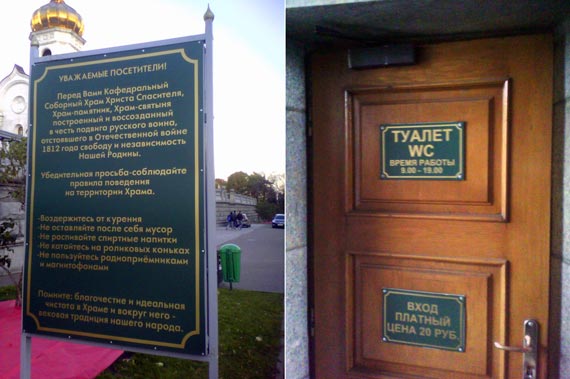 УВАЖАЕМЫЕ ПОСЕТИТЕЛИ!
Перед Вами Кафедральный
Соборный Храм Христа Спасителя,
Храм-памятник, Храм-святыня
построенный и воссозданный
в честь подвига русского воина,
отстоявшего в Отечественной войне
1812 года свободу и независимость
Нашей Родины.
Убедительная просьба-соблюдайте
правила поведения
на территории Храма.
-Воздержитесь от курения
-Не оставляйте после себя мусор
-Не распивайте спиртные напитки
-Не катайтесь на роликовых коньках
-Не пользуйтесь радиоприёмниками
и магнитофонами
Помните: благочестие и идеальная
чистота в Храме и вокруг него -
вековая традиция нашего народа.
ТУАЛЕТ
WC
ВРЕМЯ РАБОТЫ
9.00 - 19.00
ВХОД
ПЛАТНЫЙ
ЦЕНА 20 РУБ.